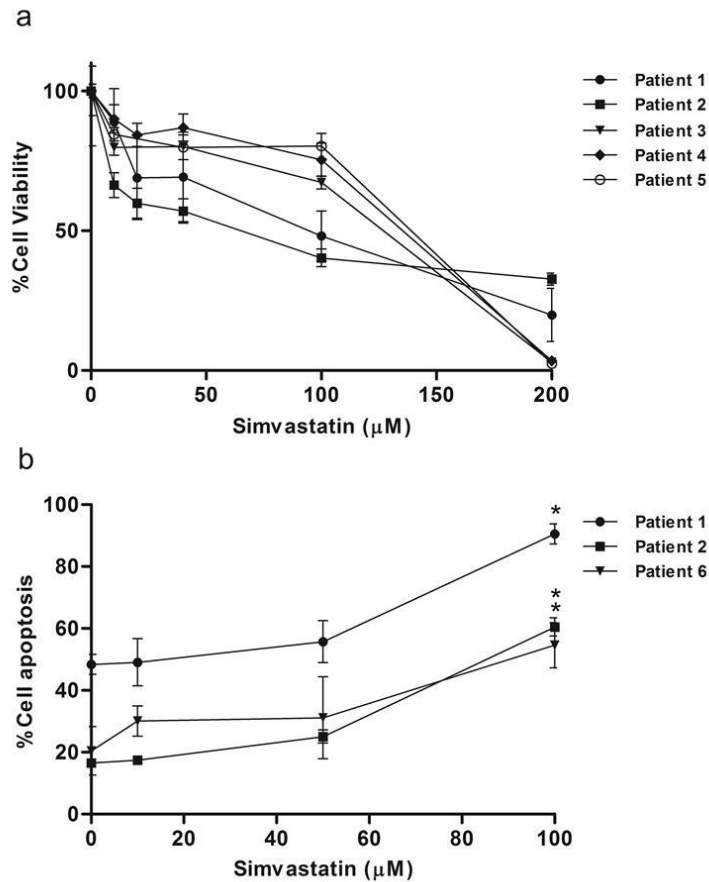 a
100
50
0
%Cell Viability
0 50 100 150 200
Simvastatin (μM)
Patient 1
Patient 2
Patient 3
Patient 4
Patient 5
b
100
80
60
40
20
0
%Cell apoptosis
0 20 40 60 80 100
Simvastatin (μM)
*
*
*
Patient 1
Patient 2
Patient 6